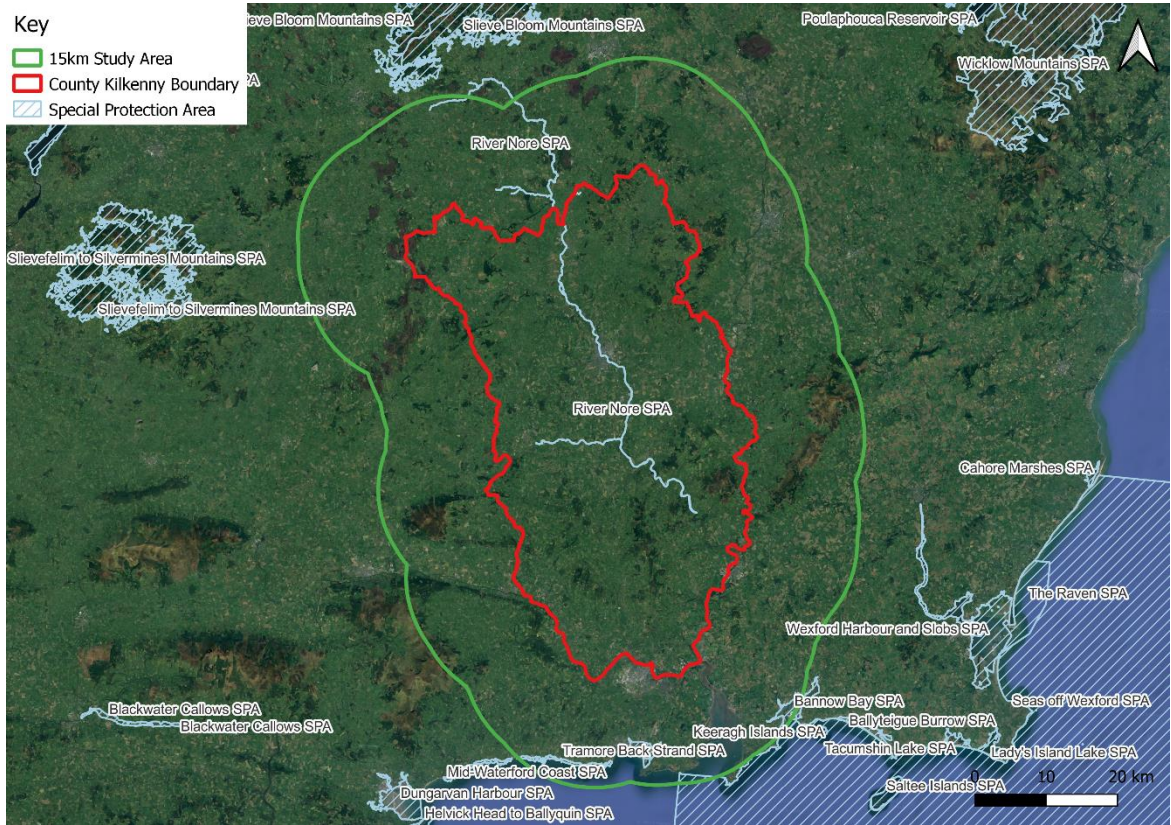 Key
15km Study Area
County Kilkenny Boundary
Special Protection Area
ieve Bloom Mountains SPA
Slieve Bloom Mountains SPA
Poulaphouca Reservoir SPA
Wicklow Mountains SPA
PA
River Nore SPA
Slievefelim to Silvermines Mountains SPA
Slievefelim to Silvermines Mountains SPA
River Nore SPA
Cahore Marshes SPA
The Raven SPA
Wexford Harbour and Slobs SPA
Blackwater Callows SPA
Blackwater Callows SPA
Bannow Bay SPA
Seas off Wexford SPA
Keeragh Islands SPA
Ballyteigue Burrow SPA
Tramore Back Strand SPA
Tacumshin Lake SPA
Lady's Island Lake SPA
Mid-Waterford Coast SPA
Saltee Islands SPA
0 10 20 km
Dungarvan Harbour SPA
Helvick Head to Ballyquin SPA